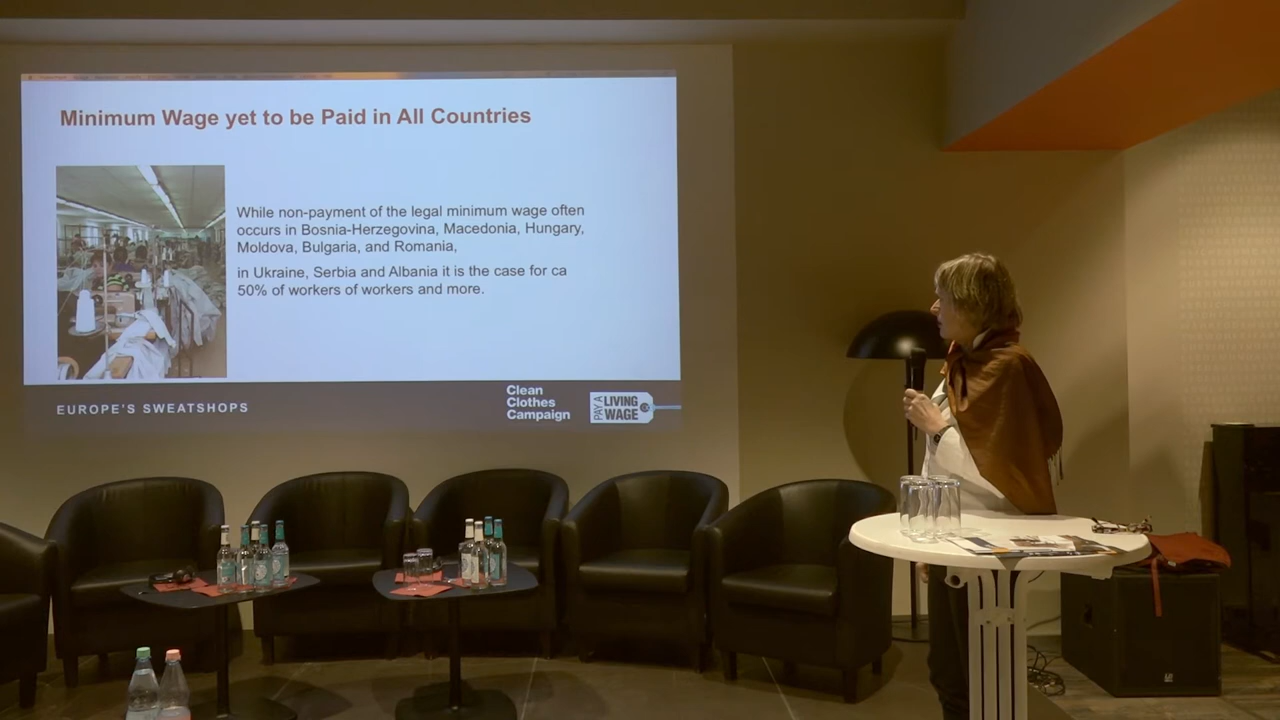 Minimum Wage yet to be Paid in All Countries
While non-payment of the legal minimum wage often
occurs in Bosnia-Herzegovina, Macedonia, Hungary,
Moldova, Bulgaria, and Romania,
in Ukraine, Serbia and Albania it is the case for ca
50% of workers of workers and more.
EUROPE'S SWEATSHOPS
Clean
Clothes
Campaign
PAY A
LIVING
WAGE